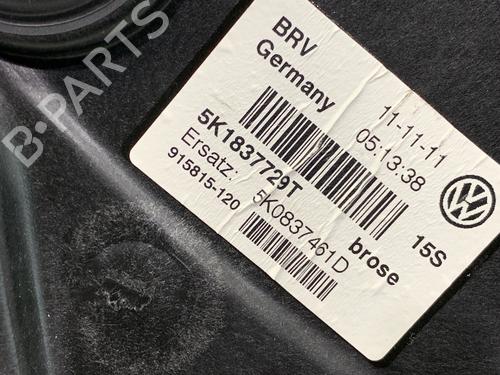 BRV
Germany
11-11-11
05:13:38
5K1837729T
Ersatz: 5K0837461D
915815-120
brose
15S
B-PARTS